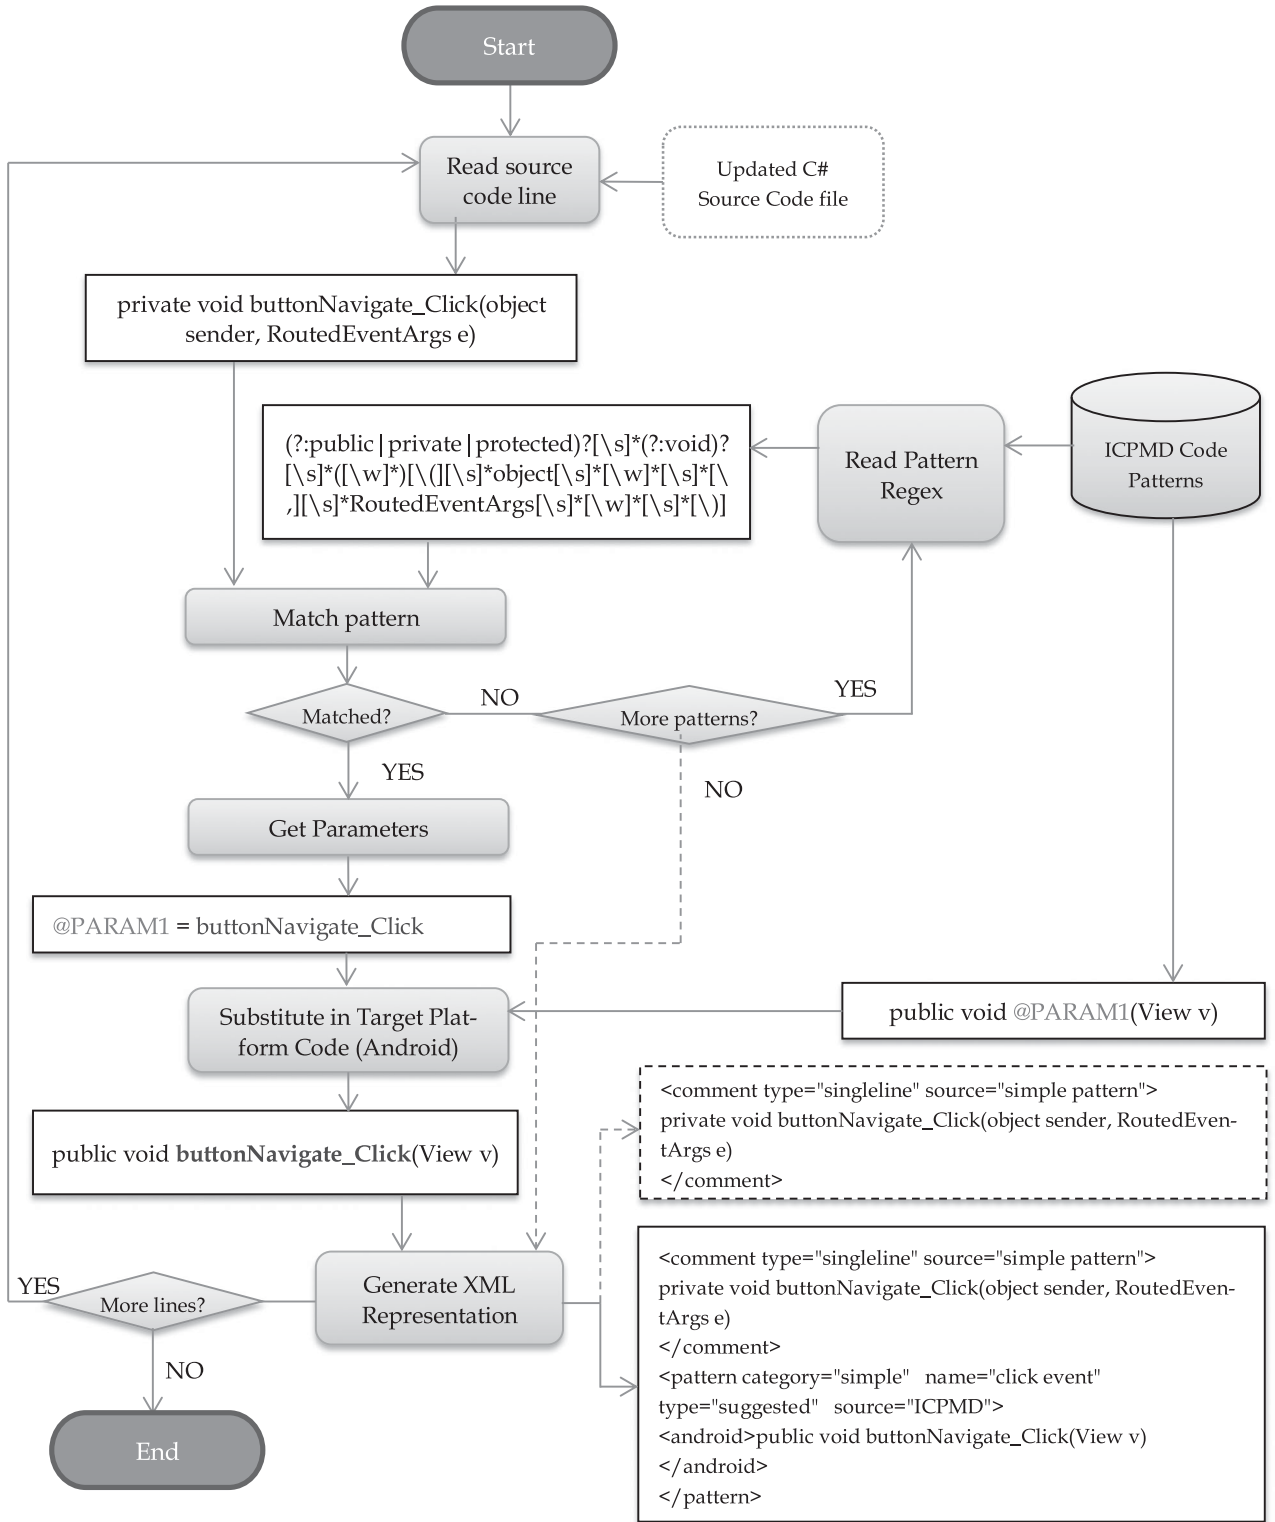 Start
Read source
code line
Updated C#
Source Code file
private void buttonNavigate_Click(object
sender, RoutedEventArgs e)
(?:public|private|protected)?[\s]*(?:void)?
[\s]*([\w]*)[\(][\s]*object[\s]*[\w]*[\s]*[\
,][\s]*RoutedEventArgs[\s]*[\w]*[\s]*[\)]
Read Pattern
Regex
ICPMD Code
Patterns
Match pattern
Matched?
NO
More patterns?
YES
YES
NO
Get Parameters
@PARAM1 = buttonNavigate_Click
Substitute in Target Plat-
form Code (Android)
public void @PARAM1(View v)
public void buttonNavigate_Click(View v)
<comment type="singleline" source="simple pattern">
private void buttonNavigate_Click(object sender, RoutedEven-
tArgs e)
</comment>
Generate XML
Representation
<comment type="singleline" source="simple pattern">
private void buttonNavigate_Click(object sender, RoutedEven-
tArgs e)
</comment>
<pattern category="simple"   name="click event"
type="suggested"   source="ICPMD">
<android>public void buttonNavigate_Click(View v)
</android>
</pattern>
YES
More lines?
NO
End